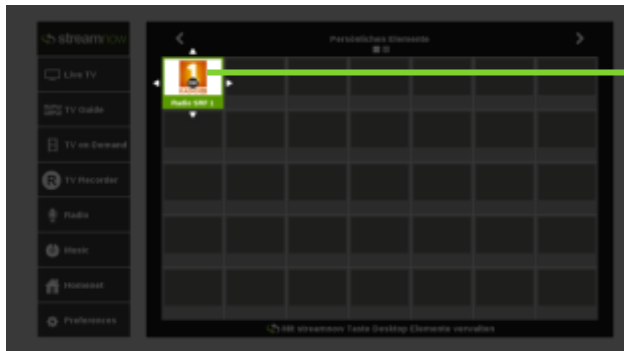 streamnow
Live TV
TV Guide
TV on Demand
TV Recorder
Radio
Music
Homenet
Preferences
Persönlichen Elemente
1
Radio SRF 1
Mit streamnow Taste Desktop Elemente verwalten